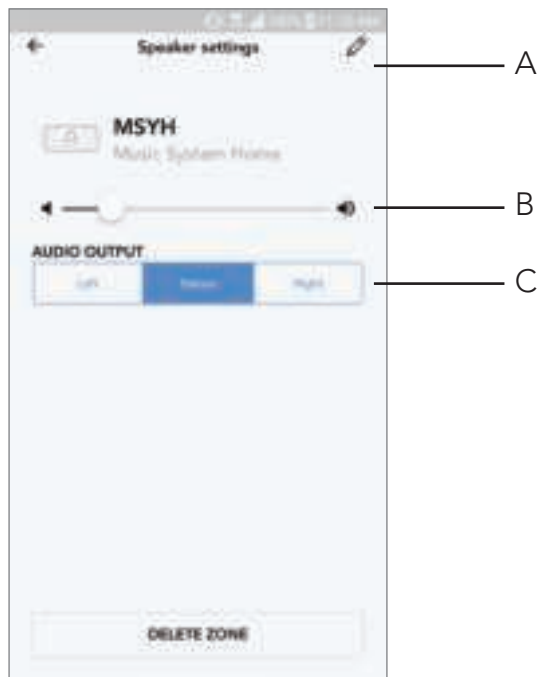 Speaker settings
A
MSYH
Music System Home
B
AUDIO OUTPUT
Left Stereo Right
C
DELETE ZONE